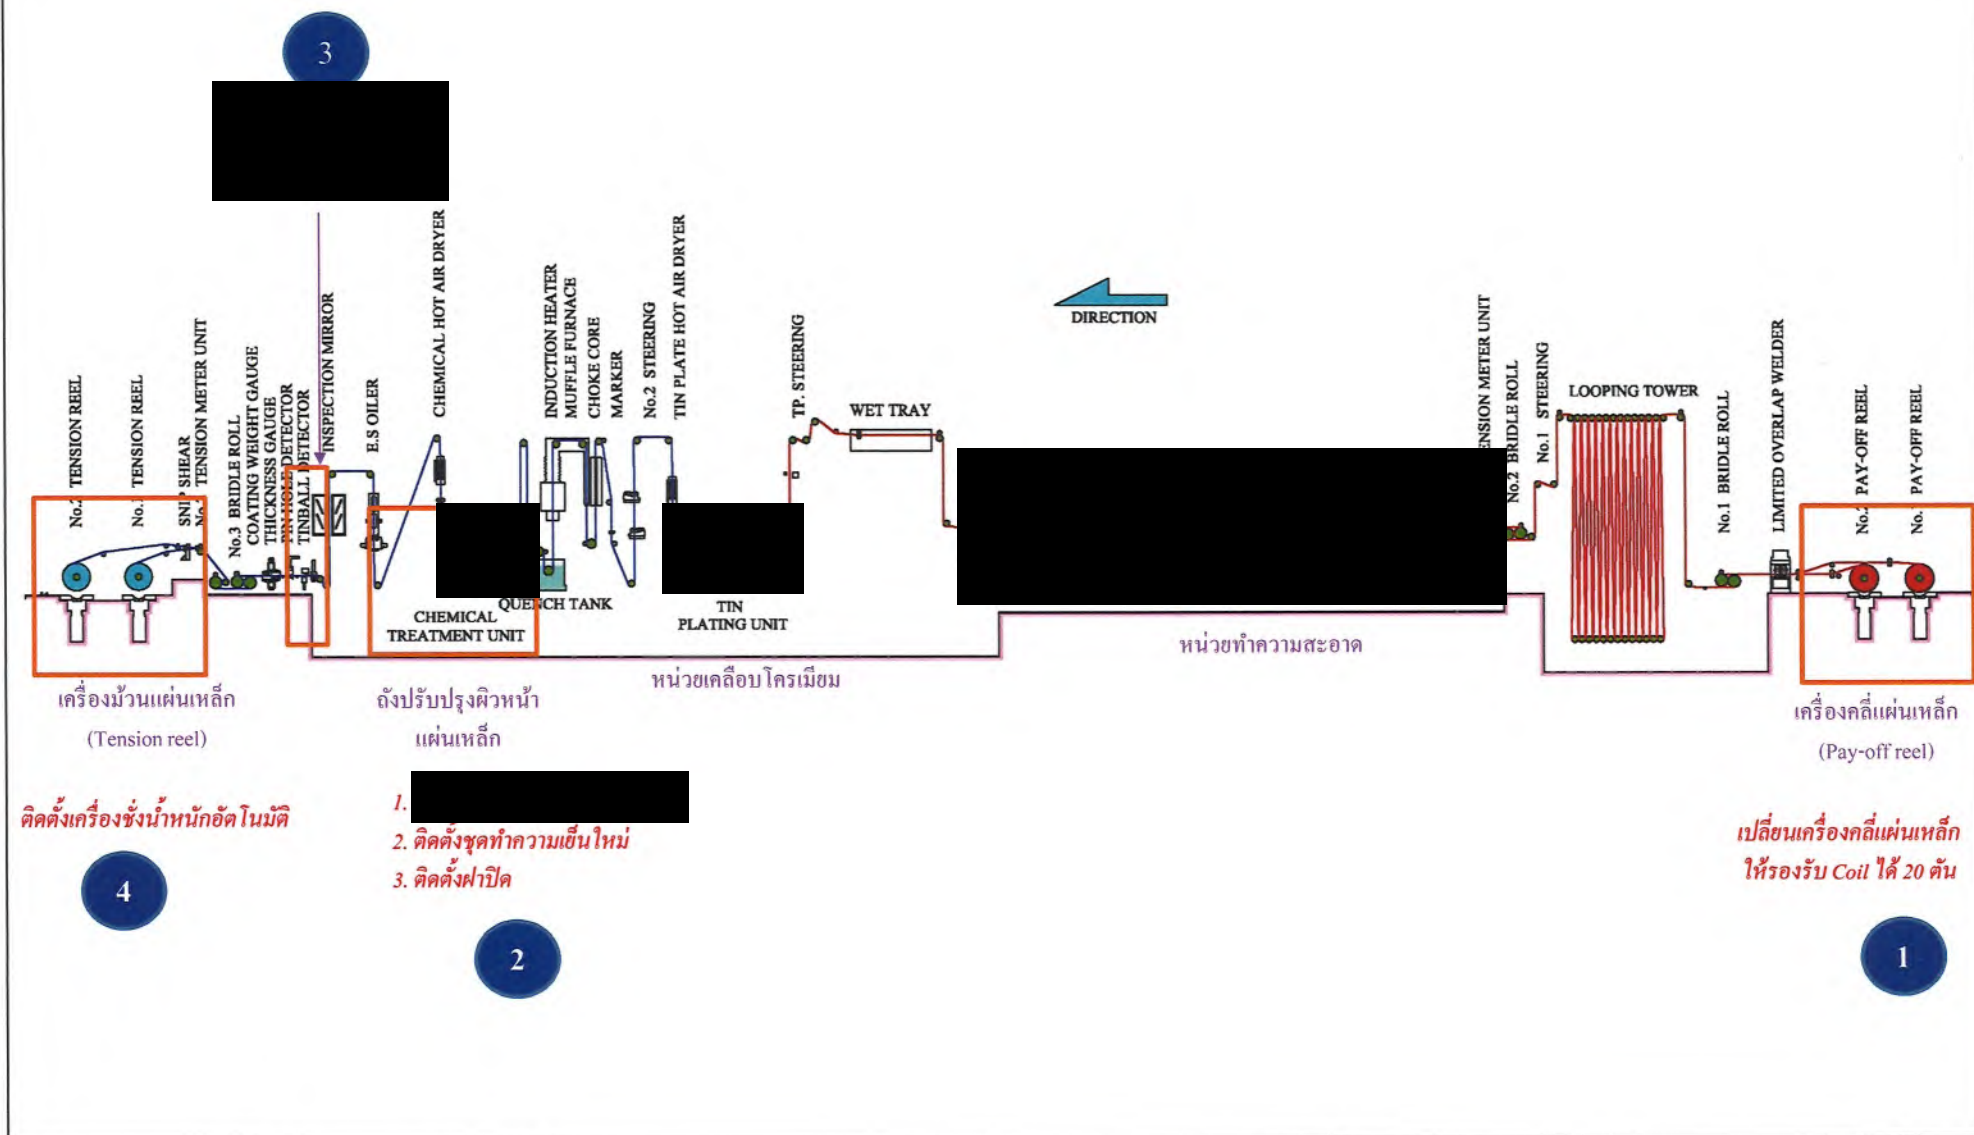 3
No.2 TENSION REEL
No.1 TENSION REEL
SNIP SHEAR
TENSION METER UNIT
No.3 BRIDLE ROLL
COATING WEIGHT GAUGE
THICKNESS GAUGE
PIN HOLE DETECTOR
TINBALL DETECTOR
INSPECTION MIRROR
E.S OILER
CHEMICAL HOT AIR DRYER
INDUCTION HEATER
MUFFLE FURNACE
CHOKE CORE
MARKER
No.2 STEERING
TIN PLATE HOT AIR DRYER
TP. STEERING
WET TRAY
DIRECTION
TENSION METER UNIT
No.2 BRIDLE ROLL
No.1 STEERING
LOOPING TOWER
No.1 BRIDLE ROLL
LIMITED OVERLAP WELDER
No.2 PAY-OFF REEL
No.1 PAY-OFF REEL
QUENCH TANK
CHEMICAL
TREATMENT UNIT
TIN
PLATING UNIT
หน่วยทำความสะอาด
หน่วยเคลือบโครเมียม
เครื่องม้วนแผ่นเหล็ก
(Tension reel)
ถังปรับปรุงผิวหน้า
แผ่นเหล็ก
เครื่องคลี่แผ่นเหล็ก
(Pay-off reel)
ติดตั้งเครื่องชั่งน้ำหนักอัตโนมัติ
4
1.
2. ติดตั้งชุดทำความเย็นใหม่
3. ติดตั้งฝาปิด
2
เปลี่ยนเครื่องคลี่แผ่นเหล็ก
ให้รองรับ Coil ได้ 20 ตัน
1